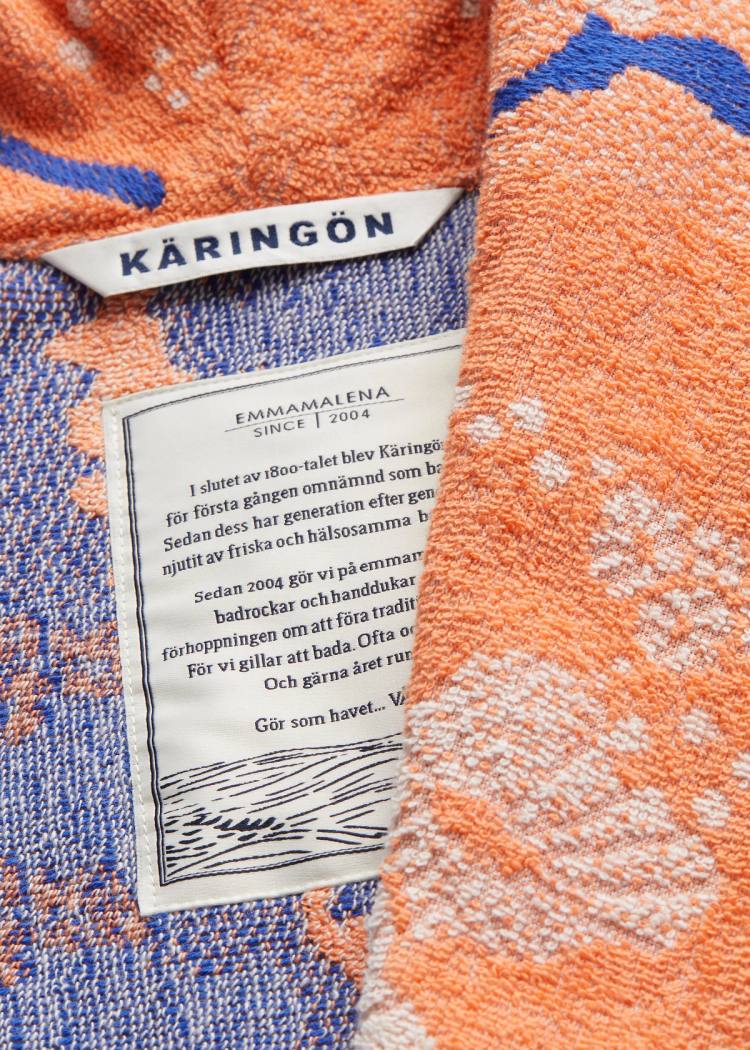 KÄRINGÖN
EMMAMALENA
SINCE | 2004
I slutet av 1800-talet blev
för första gången omnämnd som
Sedan dess har generation efter
njutit av friska och hälsosamma
Sedan 2004 gör vi på
badrockar och handdukar
förhoppningen om att föra
För vi gillar att bada. Ofta
Och gärna året
Gör som havet...